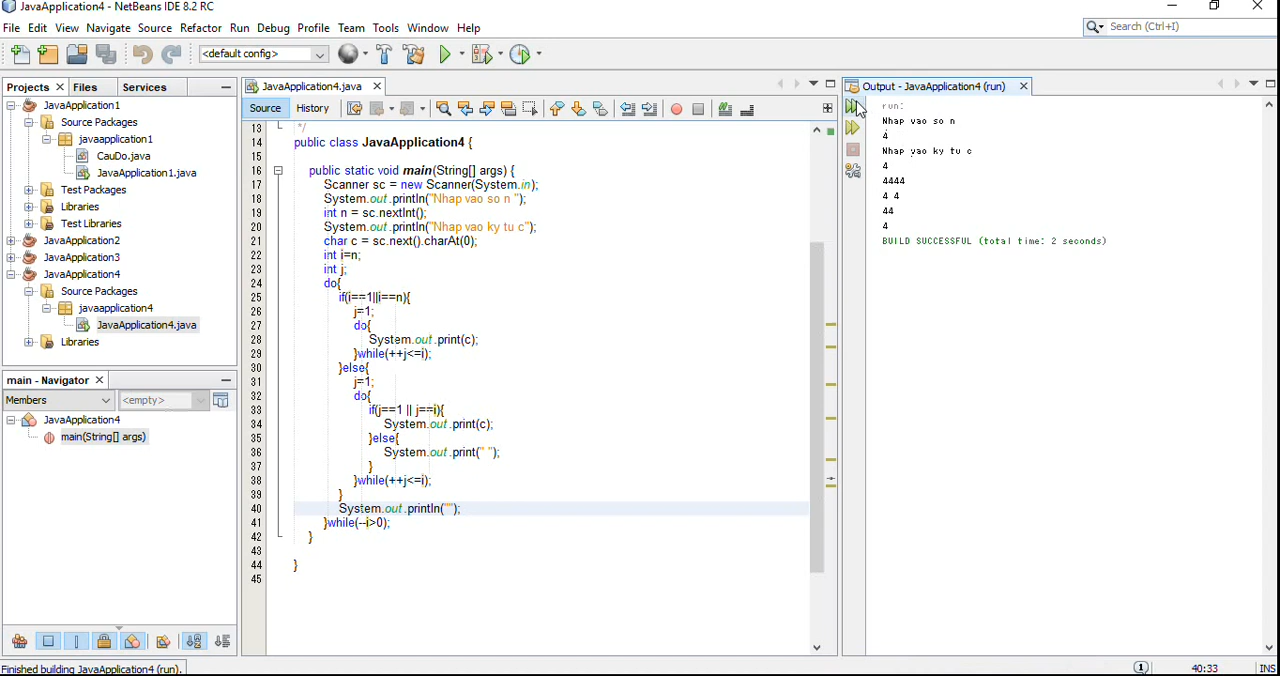 JavaApplication4 - NetBeans IDE 8.2 RC
File Edit View Navigate Source Refactor Run Debug Profile Team Tools Window Help
Search (Ctrl+I)
<default config>
Projects Files Services
JavaApplication1
Source Packages
javaapplication1
CauDo.java
JavaApplication1.java
Test Packages
Libraries
Test Libraries
JavaApplication2
JavaApplication3
JavaApplication4
Source Packages
javaapplication4
JavaApplication4.java
Libraries
main - Navigator
Members <empty>
JavaApplication4
main(String[] args)
JavaApplication4.java
Source History
13 */
14 public class JavaApplication4 {
15
16 public static void main(String[] args) {
17 Scanner sc = new Scanner(System.in);
18 System.out.println("Nhap vao so n ");
19 int n = sc.nextInt();
20 System.out.println("Nhap vao ky tu c");
21 char c = sc.next().charAt(0);
22 int i=n;
23 int j;
24 do{
25 if(i==1||i==n){
26 j=1;
27 do{
28 System.out.print(c);
29 }while(++j<=i);
30 }else{
31 j=1;
32 do{
33 if(j==1 || j==i){
34 System.out.print(c);
35 }else{
36 System.out.print(" ");
37 }
38 }while(++j<=i);
39 }
40 System.out.println("");
41 }while(--i>0);
42 }
43
44 }
45
Output - JavaApplication4 (run)
run:
Nhap vao so n
4
Nhap vao ky tu c
4
4444
4 4
44
4
BUILD SUCCESSFUL (total time: 2 seconds)
Finished building JavaApplication4 (run).
1 40:33 INS